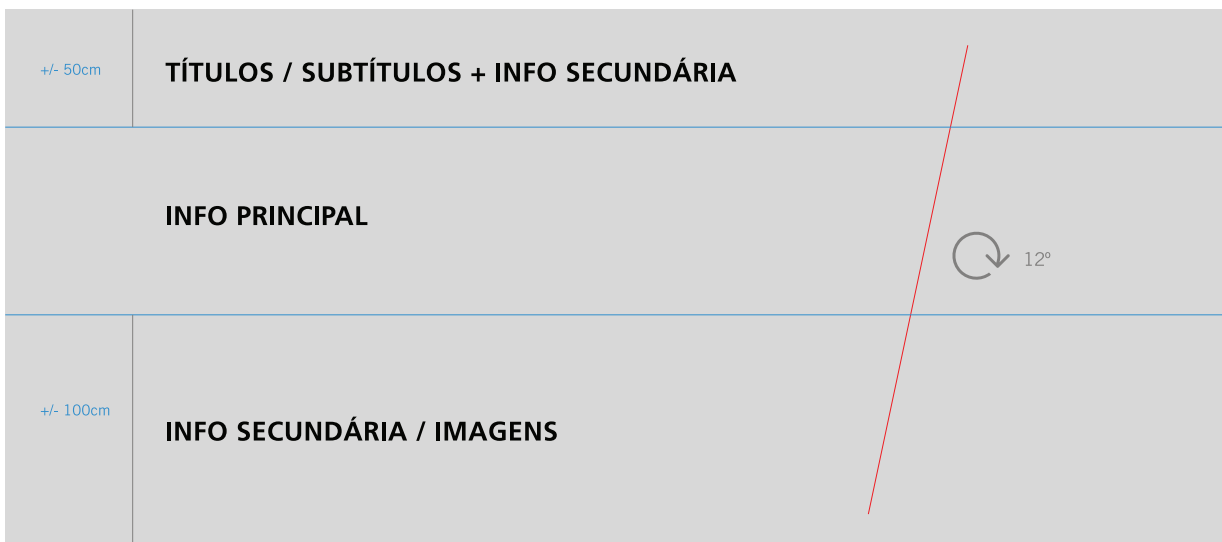 +/- 50cm
TÍTULOS / SUBTÍTULOS + INFO SECUNDÁRIA
INFO PRINCIPAL
12º
+/- 100cm
INFO SECUNDÁRIA / IMAGENS